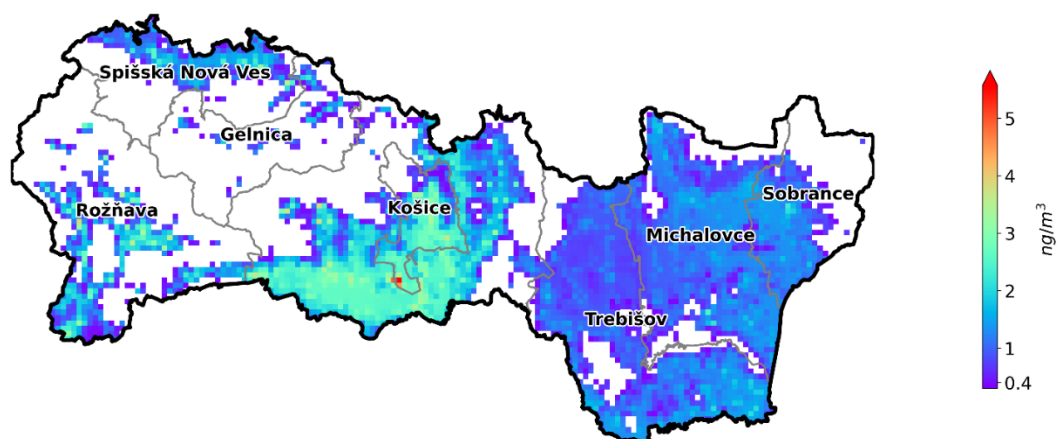 Spišská Nová Ves
Gelnica
Rožňava
Košice
Sobrance
Michalovce
Trebišov
5
4
3
2
1
0.4
ng/m³